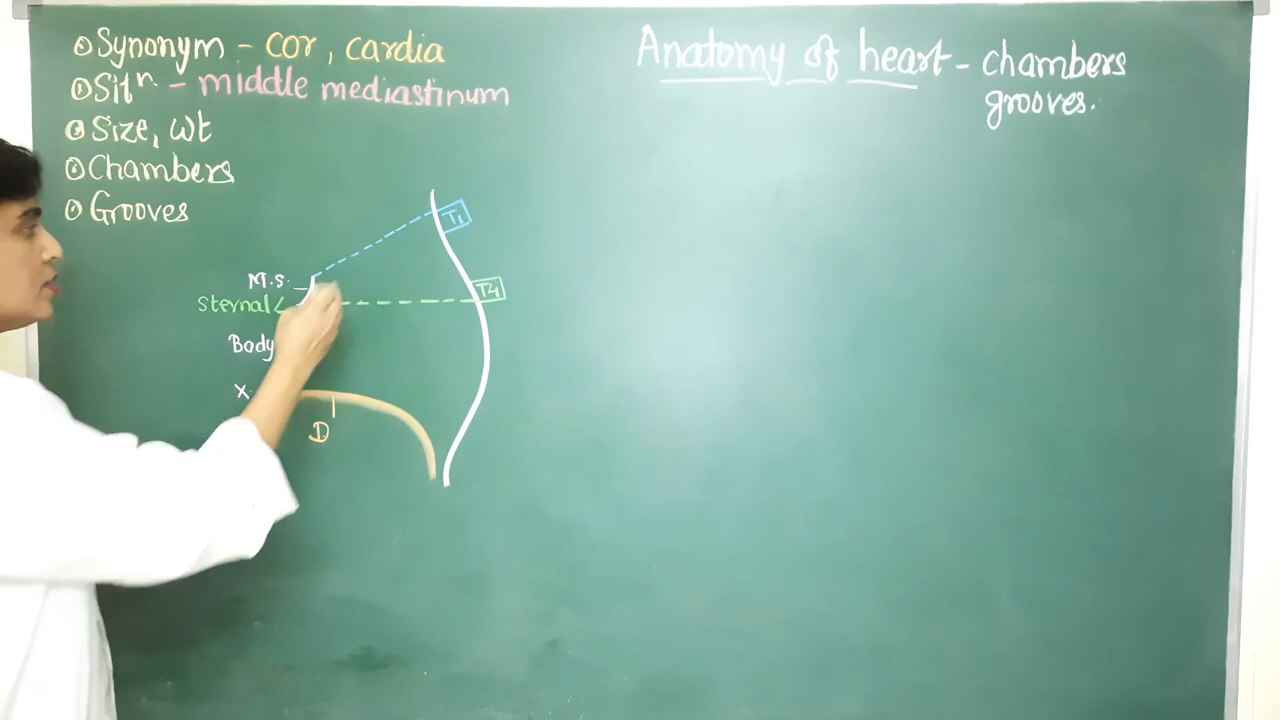 Synonym - cor, cardia
Sitⁿ. - middle mediastinum
Size, wt
Chambers
Grooves
Anatomy of heart - chambers
grooves.
T₁
M.S.
T₄
Sternal ∠
Body
X.
D